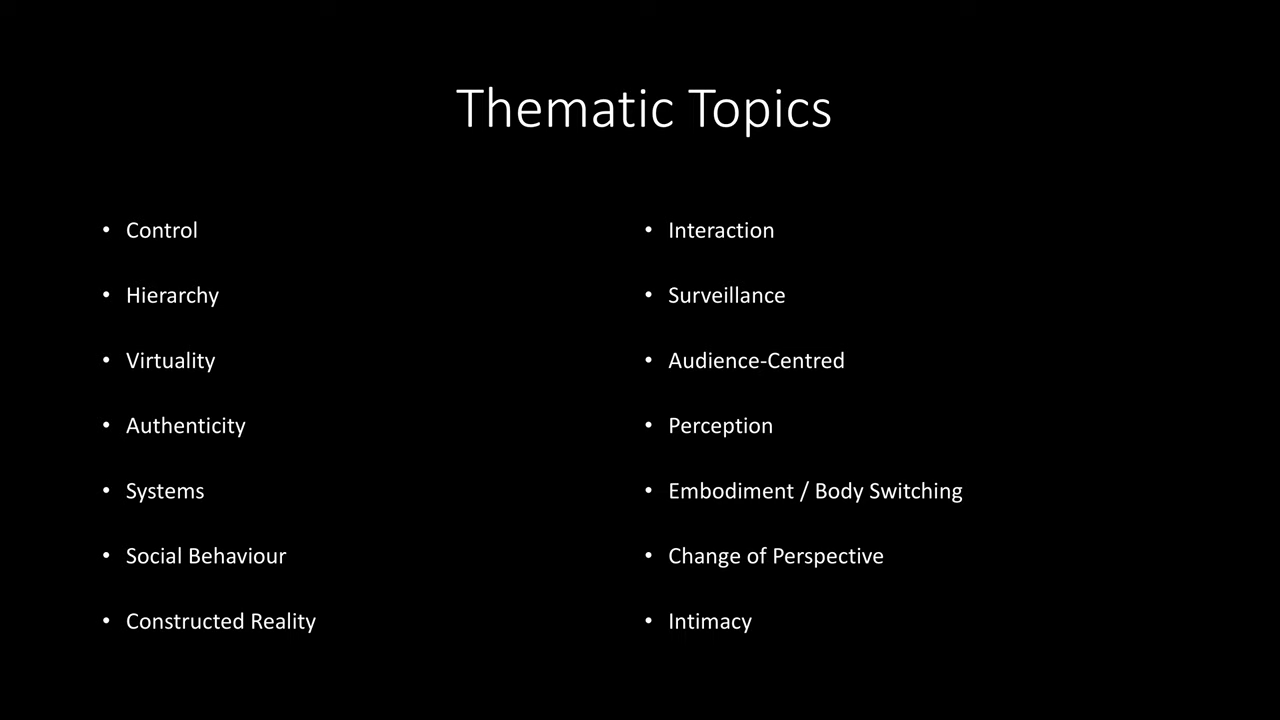 Thematic Topics
• Control
• Hierarchy
• Virtuality
• Authenticity
• Systems
• Social Behaviour
• Constructed Reality
• Interaction
• Surveillance
• Audience-Centred
• Perception
• Embodiment / Body Switching
• Change of Perspective
• Intimacy